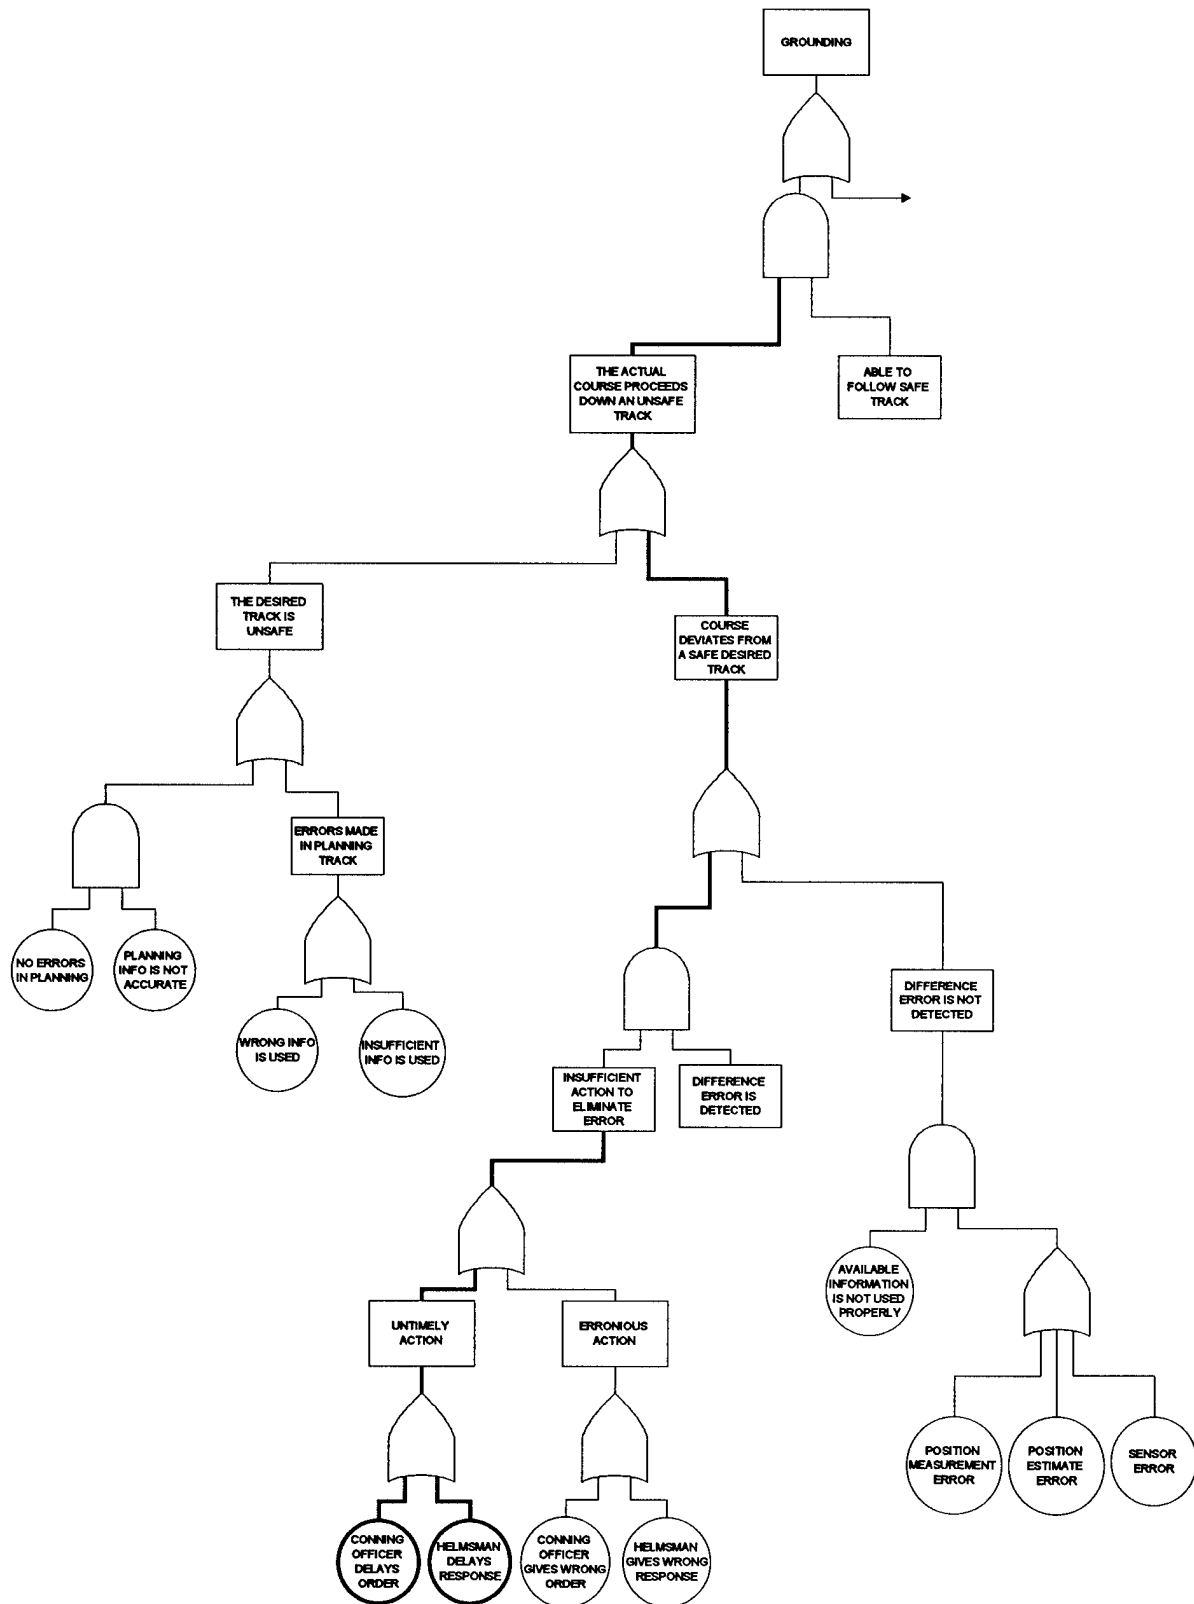 GROUNDING
THE ACTUAL
COURSE PROCEEDS
DOWN AN UNSAFE
TRACK
ABLE TO
FOLLOW SAFE
TRACK
THE DESIRED
TRACK IS
UNSAFE
COURSE
DEVIATES FROM
A SAFE DESIRED
TRACK
ERRORS MADE
IN PLANNING
TRACK
NO ERRORS
IN PLANNING
PLANNING
INFO IS NOT
ACCURATE
WRONG INFO
IS USED
INSUFFICIENT
INFO IS USED
DIFFERENCE
ERROR IS NOT
DETECTED
INSUFFICIENT
ACTION TO
ELIMINATE
ERROR
DIFFERENCE
ERROR IS
DETECTED
AVAILABLE
INFORMATION
IS NOT USED
PROPERLY
UNTIMELY
ACTION
ERRONIOUS
ACTION
POSITION
MEASUREMENT
ERROR
POSITION
ESTIMATE
ERROR
SENSOR
ERROR
CONNING
OFFICER
DELAYS
ORDER
HELMSMAN
DELAYS
RESPONSE
CONNING
OFFICER
GIVES WRONG
ORDER
HELMSMAN
GIVES WRONG
RESPONSE